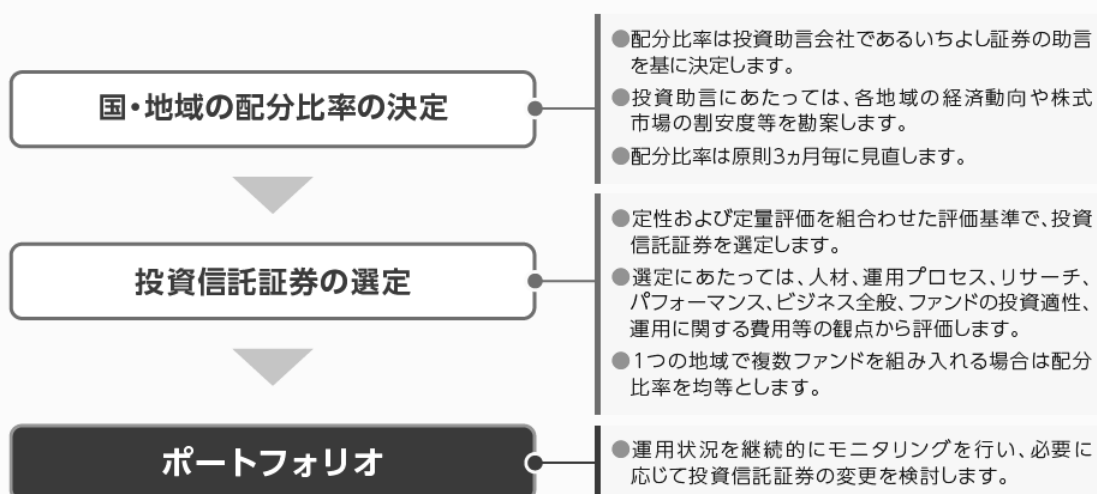 国・地域の配分比率の決定
●配分比率は投資助言会社であるいちよし証券の助言
を基に決定します。
●投資助言にあたっては、各地域の経済動向や株式
市場の割安度等を勘案します。
●配分比率は原則3ヵ月毎に見直します。
投資信託証券の選定
●定性および定量評価を組合わせた評価基準で、投資
信託証券を選定します。
●選定にあたっては、人材、運用プロセス、リサーチ、
パフォーマンス、ビジネス全般、ファンドの投資適性、
運用に関する費用等の観点から評価します。
●1つの地域で複数ファンドを組み入れる場合は配分
比率を均等とします。
ポートフォリオ
●運用状況を継続的にモニタリングを行い、必要に
応じて投資信託証券の変更を検討します。